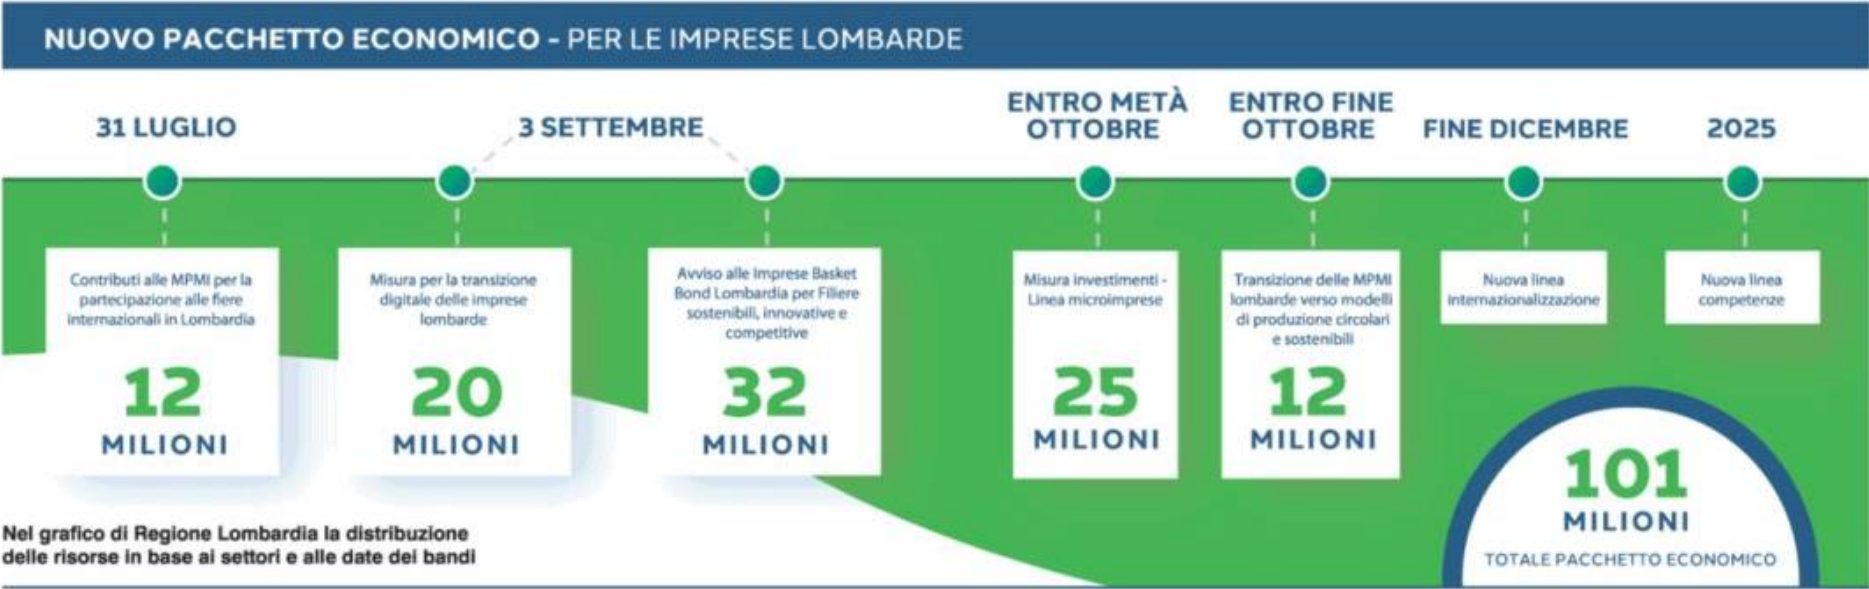 NUOVO PACCHETTO ECONOMICO - PER LE IMPRESE LOMBARDE
31 LUGLIO
Contributi alle MPMI per la
partecipazione alle fiere
internazionali in Lombardia
12
MILIONI
3 SETTEMBRE
Misura per la transizione
digitale delle imprese
lombarde
20
MILIONI
Avviso alle Imprese Basket
Bond Lombardia per Filiere
sostenibili, innovative e
competitive
32
MILIONI
ENTRO METÀ
OTTOBRE
Misura investimenti -
Linea microimprese
25
MILIONI
ENTRO FINE
OTTOBRE
Transizione delle MPMI
lombarde verso modelli
di produzione circolari
e sostenibili
12
MILIONI
FINE DICEMBRE
Nuova linea
internazionalizzazione
2025
Nuova linea
competenze
101
MILIONI
TOTALE PACCHETTO ECONOMICO
Nel grafico di Regione Lombardia la distribuzione
delle risorse in base ai settori e alle date dei bandi